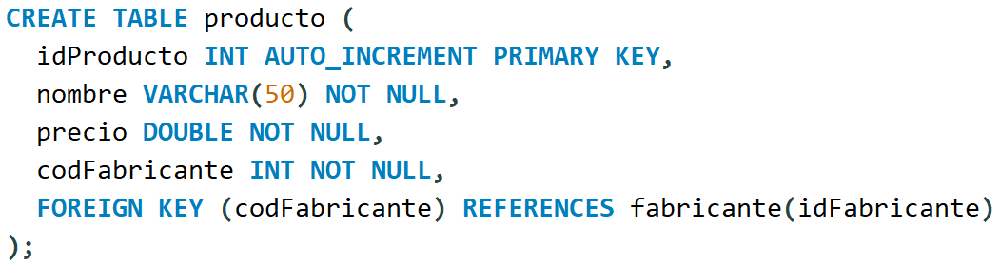 CREATE TABLE producto (
  idProducto INT AUTO_INCREMENT PRIMARY KEY,
  nombre VARCHAR(50) NOT NULL,
  precio DOUBLE NOT NULL,
  codFabricante INT NOT NULL,
  FOREIGN KEY (codFabricante) REFERENCES fabricante(idFabricante)
);